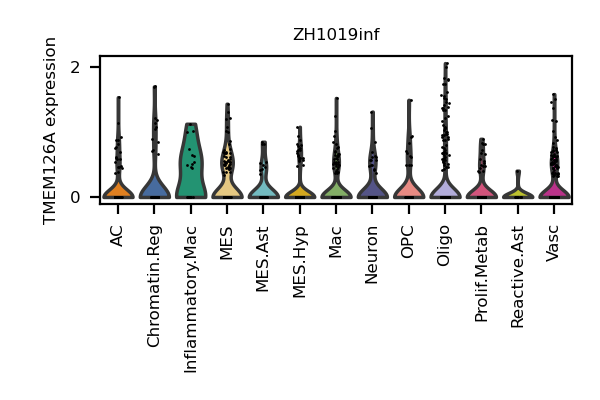 ZH1019inf
TMEM126A expression
2
0
AC
Chromatin.Reg
Inflammatory.Mac
MES
MES.Ast
MES.Hyp
Mac
Neuron
OPC
Oligo
Prolif.Metab
Reactive.Ast
Vasc